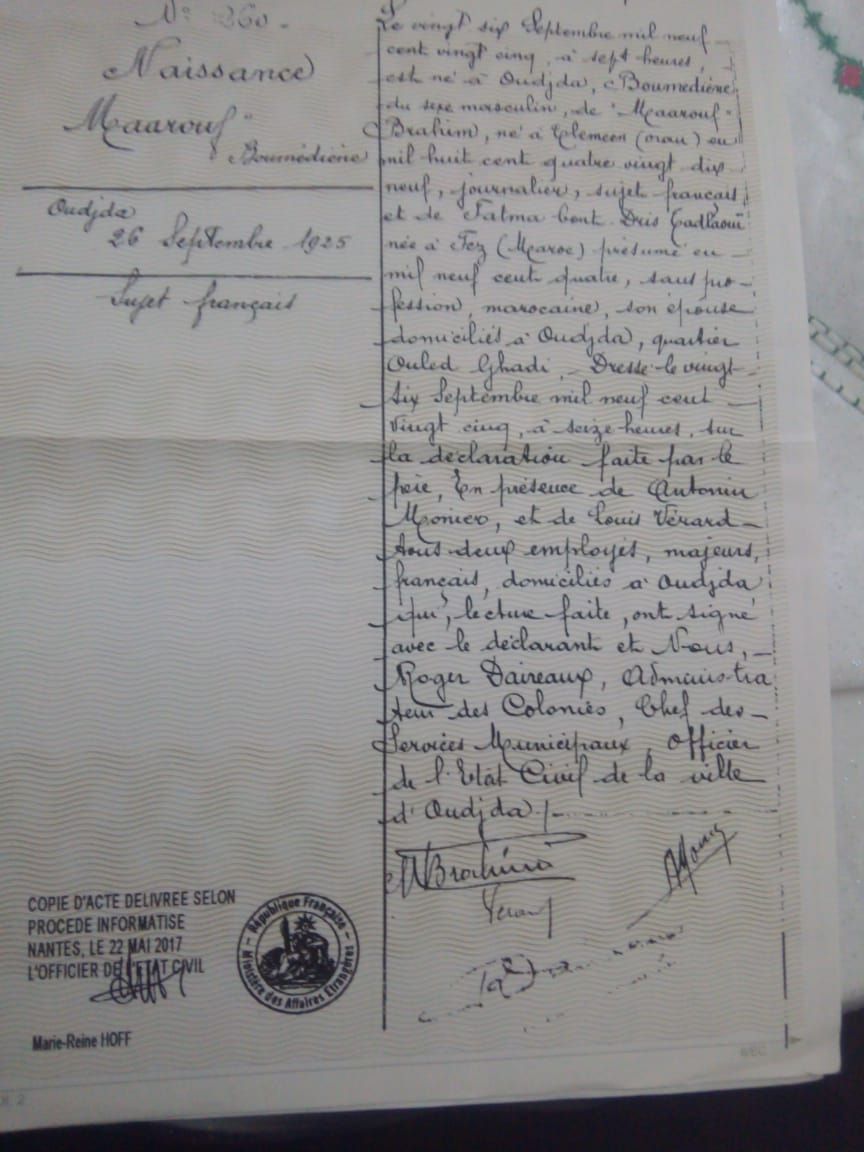 N° 260.
Naissance
"Maarouf"
Boumédiène
Oudjda
26 Septembre 1925
Sujet français
Le vingt six Septembre mil neuf
cent vingt cinq, à sept heures,
est né à Oudjda, Boumediène
du sexe masculin, de "Maarouf"
Brahim, né à Tlemcen (oran) en
mil huit cent quatre vingt dix
neuf, journalier, sujet français,
et de Fatma bent Dris Tadlaoui
née à Fez (Maroc) présumé en
mil neuf cent quatre, sans pro-
fession, marocaine, son épouse
domiciliés à Oudjda, quartier
Ouled Ghadi. Dressé le vingt
six Septembre mil neuf cent
vingt cinq, à seize heures, sur
la déclaration faite par le
père, En présence de Antonin
Monier, et de Louis Vérard
tous deux employés, majeurs,
français, domiciliés à Oudjda
qui, lecture faite, ont signé
avec le déclarant et Nous,
Roger Daireaux, Administra
teur des Colonies, Chef des
Services Municipaux, Officier
de l'Etat Civil de la ville
d'Oudjda./-
MBrahim
Verard
COPIE D'ACTE DELIVREE SELON
PROCEDE INFORMATISE
NANTES, LE 22 MAI 2017
L'OFFICIER DE L'ETAT CIVIL
République Française
Ministère des Affaires Etrangères
Marie-Reine HOFF